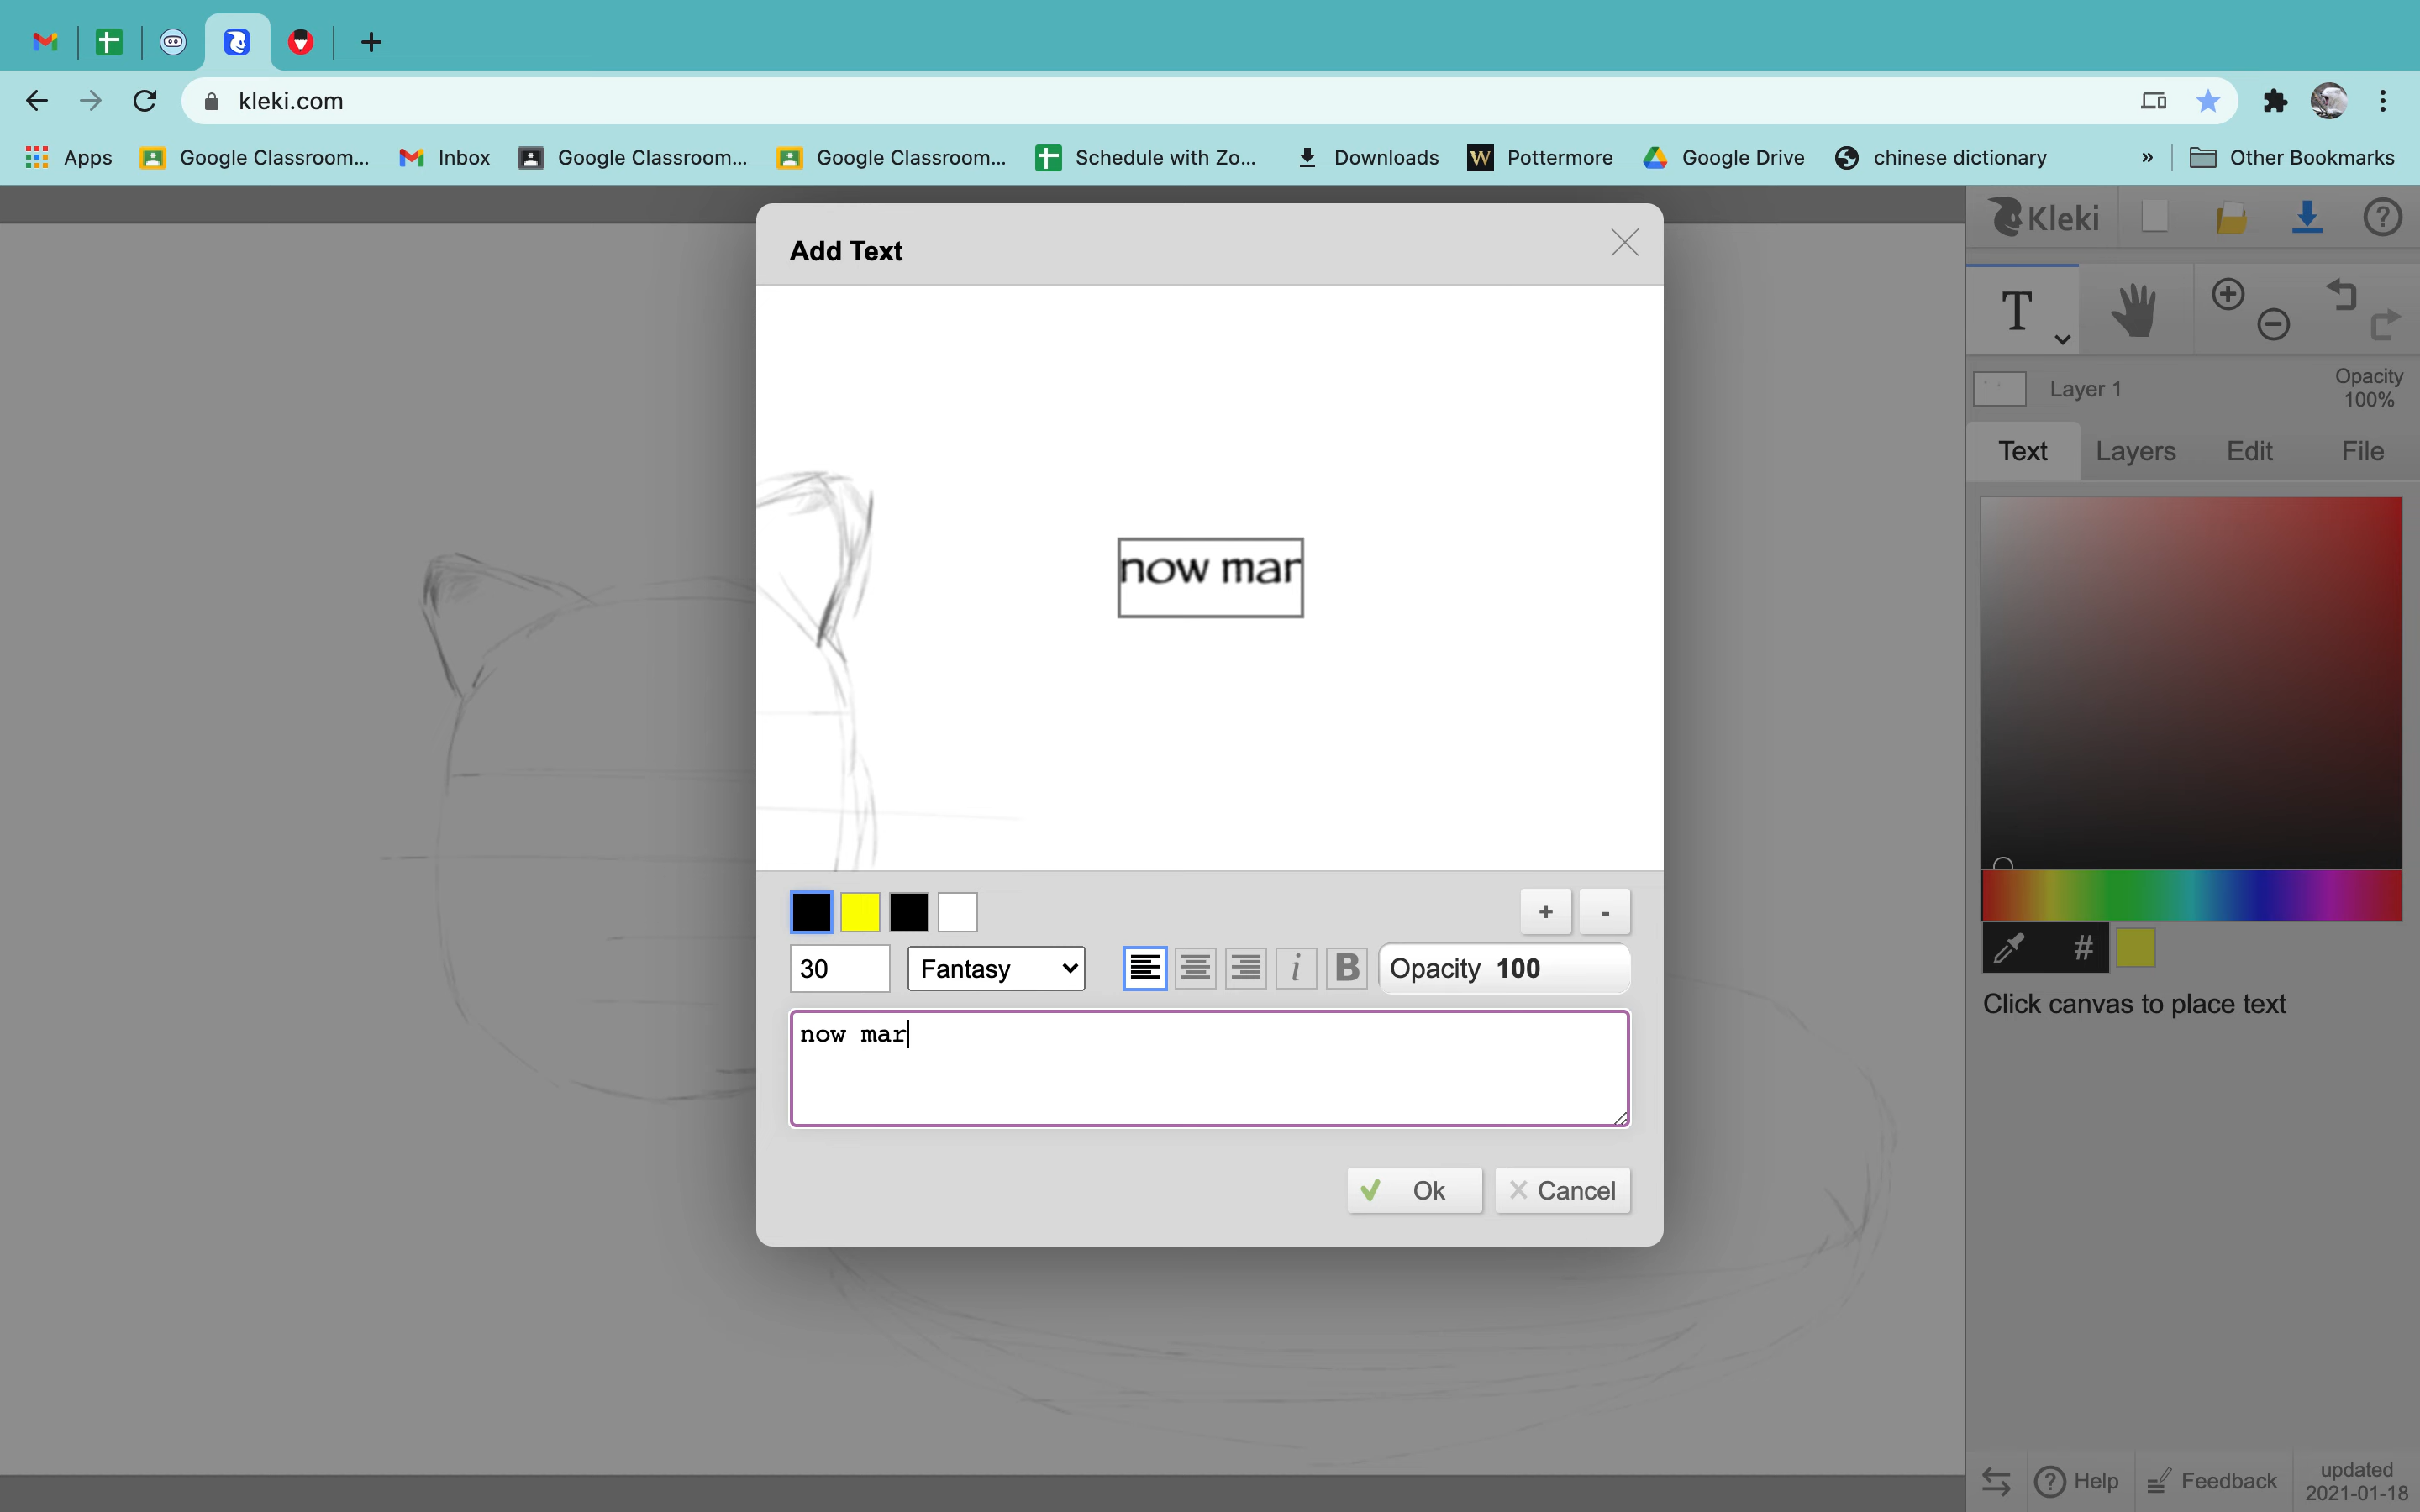 kleki.com
Apps
Google Classroom...
Inbox
Google Classroom...
Google Classroom...
Schedule with Zo...
Downloads
W
Pottermore
Google Drive
chinese dictionary
»
Other Bookmarks
Add Text
Kleki
?
T
Layer 1
Opacity
100%
Text
Layers
Edit
File
now mar
+
-
30
Fantasy
i
B
Opacity 100
#
Click canvas to place text
now mar
Ok
Cancel
? Help
Feedback
updated
2021-01-18